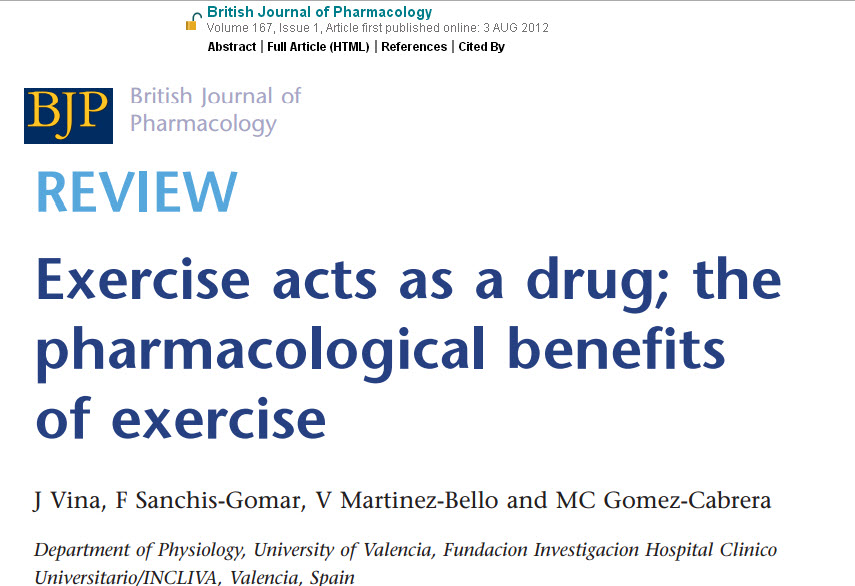 British Journal of Pharmacology
Volume 167, Issue 1, Article first published online: 3 AUG 2012
Abstract | Full Article (HTML) | References | Cited By
BJP
British Journal of
Pharmacology
REVIEW
Exercise acts as a drug; the
pharmacological benefits
of exercise
J Vina, F Sanchis-Gomar, V Martinez-Bello and MC Gomez-Cabrera
Department of Physiology, University of Valencia, Fundacion Investigacion Hospital Clinico
Universitario/INCLIVA, Valencia, Spain